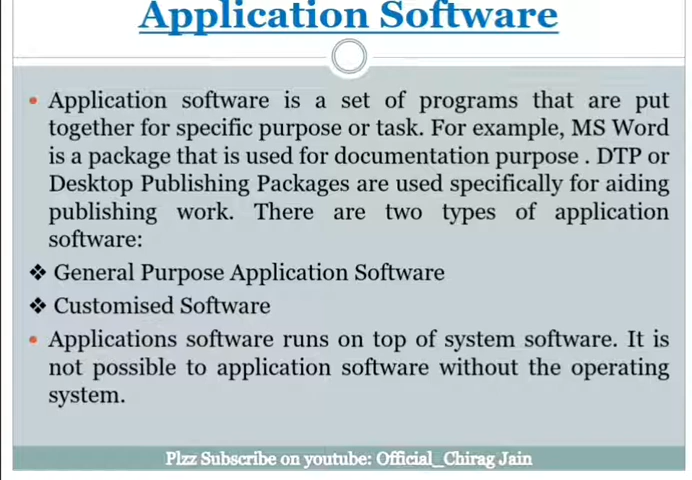 Application Software
• Application software is a set of programs that are put
together for specific purpose or task. For example, MS Word
is a package that is used for documentation purpose . DTP or
Desktop Publishing Packages are used specifically for aiding
publishing work. There are two types of application
software:
❖ General Purpose Application Software
❖ Customised Software
• Applications software runs on top of system software. It is
not possible to application software without the operating
system.
Plzz Subscribe on youtube: Official_Chirag Jain